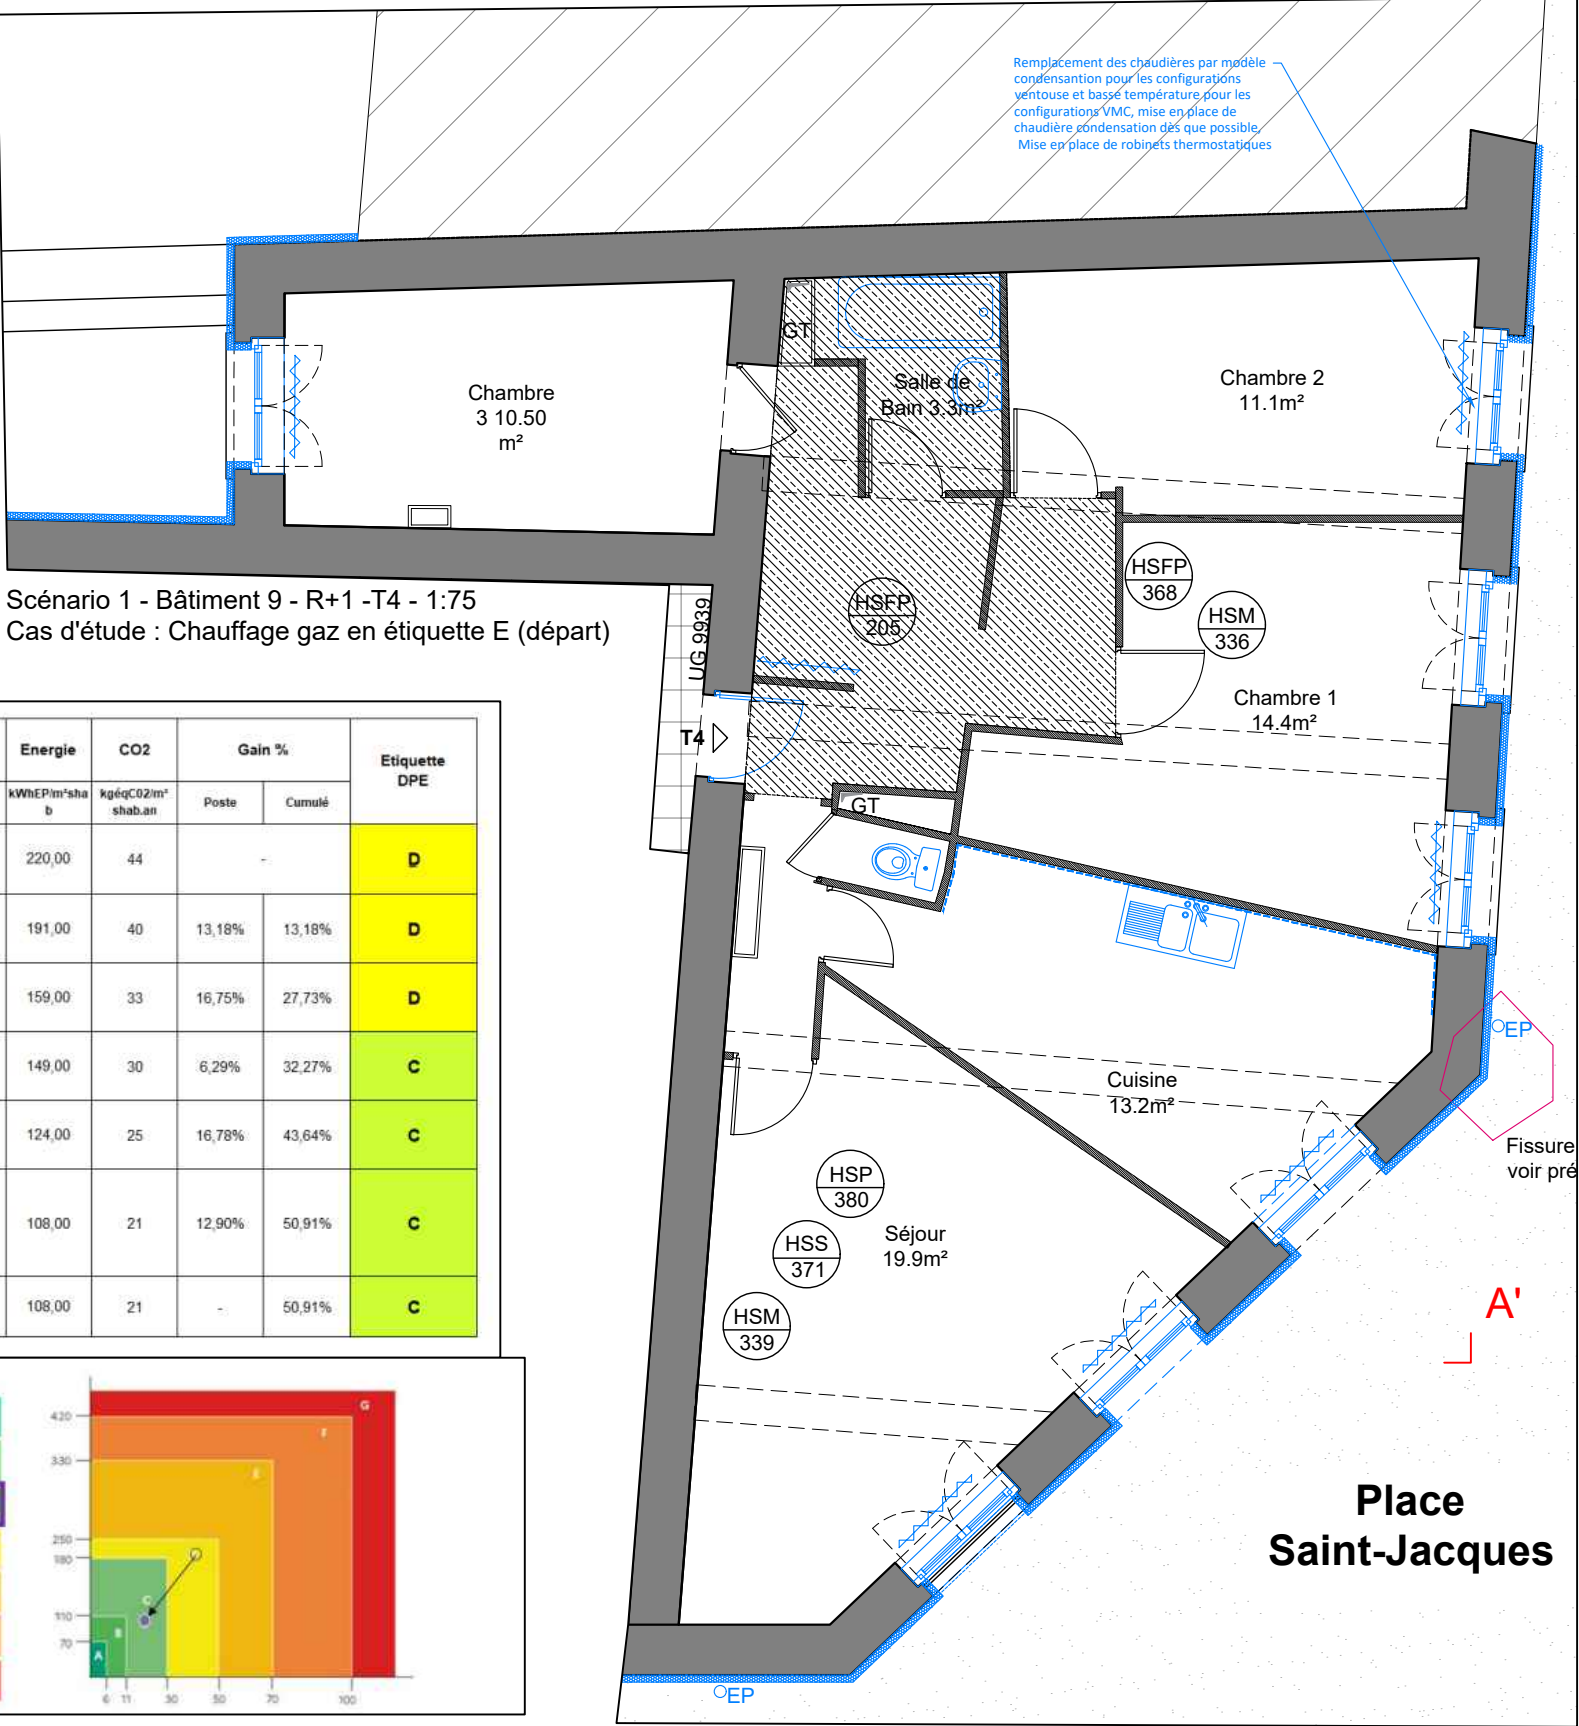 Remplacement des chaudières par modèle
condensantion pour les configurations
ventouse et basse température pour les
configurations VMC, mise en place de
chaudière condensation dès que possible,
Mise en place de robinets thermostatiques
GT
Salle de
Bain 3.3m²
Chambre
3 10.50
m²
Chambre 2
11.1m²
HSFP
368
HSM
336
HSFP
205
Scénario 1 - Bâtiment 9 - R+1 -T4 - 1:75
Cas d'étude : Chauffage gaz en étiquette E (départ)
UG 9939
T4
Chambre 1
14.4m²
GT
Energie CO2 Gain % Etiquette
DPE
kWhEP/m²sha
b
kgéqC02/m²
shab.an
Poste Cumulé
220,00 44 - D
191,00 40 13,18% 13,18% D
159,00 33 16,75% 27,73% D
149,00 30 6,29% 32,27% C
124,00 25 16,78% 43,64% C
108,00 21 12,90% 50,91% C
108,00 21 - 50,91% C
EP
Cuisine
13.2m²
Fissure
voir pré
HSP
380
HSS
371
Séjour
19.9m²
HSM
339
A'
Place
Saint-Jacques
EP
G
420
F
330
E
250
180
C
110
B
70
A
6 11 30 50 70 100